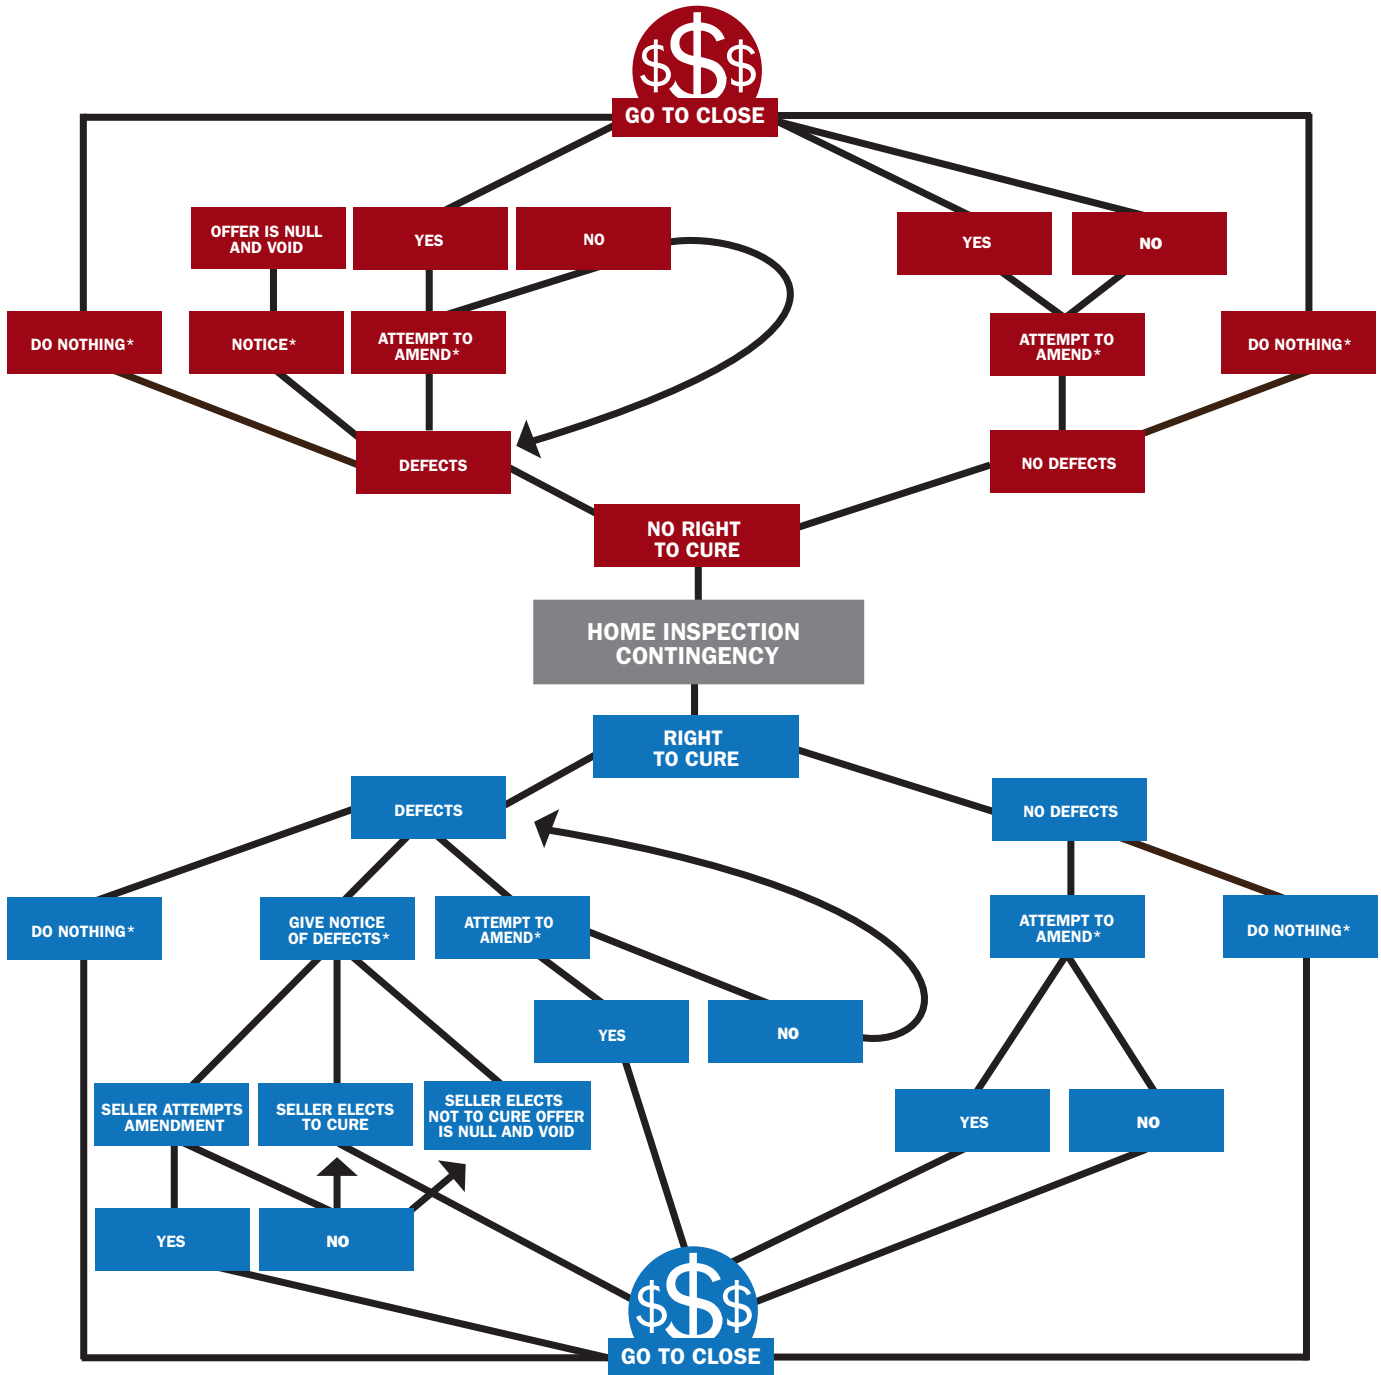 $$$
GO TO CLOSE
OFFER IS NULL
AND VOID
YES
NO
YES
NO
DO NOTHING*
NOTICE*
ATTEMPT TO
AMEND*
ATTEMPT TO
AMEND*
DO NOTHING*
DEFECTS
NO DEFECTS
NO RIGHT
TO CURE
HOME INSPECTION
CONTINGENCY
RIGHT
TO CURE
DEFECTS
NO DEFECTS
DO NOTHING*
GIVE NOTICE
OF DEFECTS*
ATTEMPT TO
AMEND*
ATTEMPT TO
AMEND*
DO NOTHING*
YES
NO
SELLER ATTEMPTS
AMENDMENT
SELLER ELECTS
TO CURE
SELLER ELECTS
NOT TO CURE OFFER
IS NULL AND VOID
YES
NO
YES
NO
$$$
GO TO CLOSE